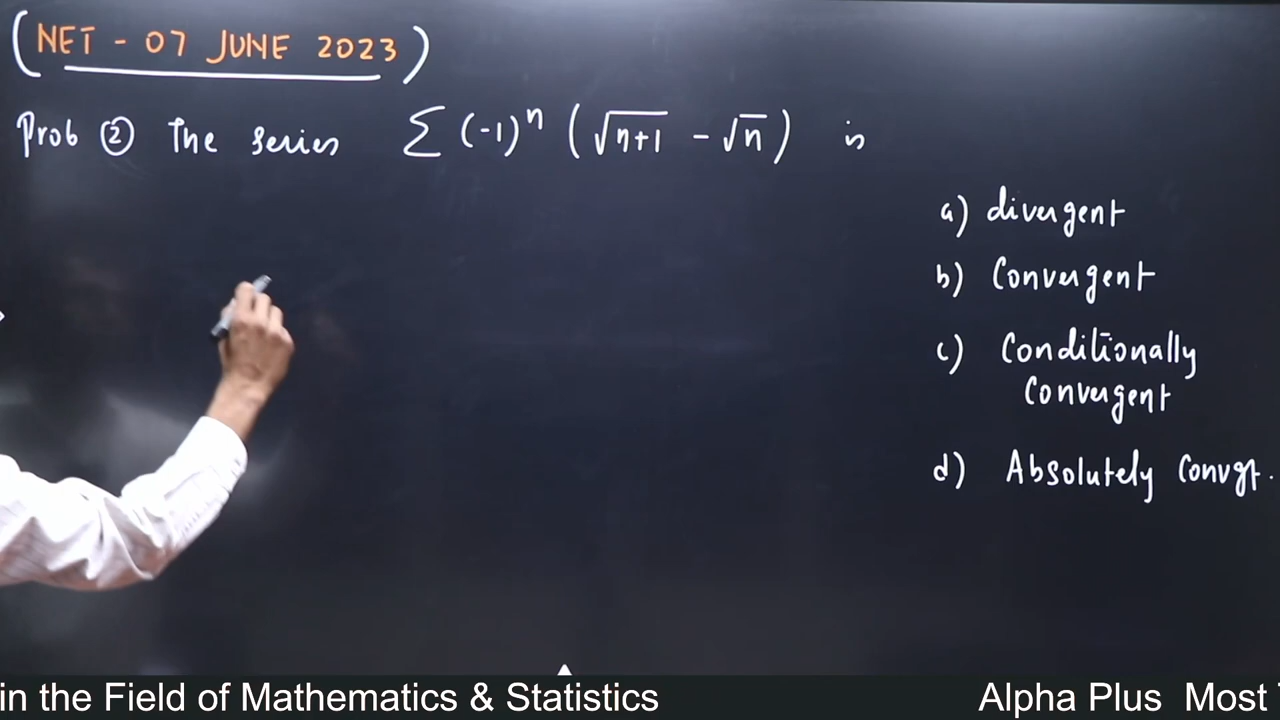 (NET - 07 JUNE 2023)
Prob ② The series ∑ (-1)ⁿ (√n+1 - √n) is
a) divergent
b) Convergent
c) Conditionally
Convergent
d) Absolutely Convgt.
in the Field of Mathematics & Statistics
Alpha Plus Most